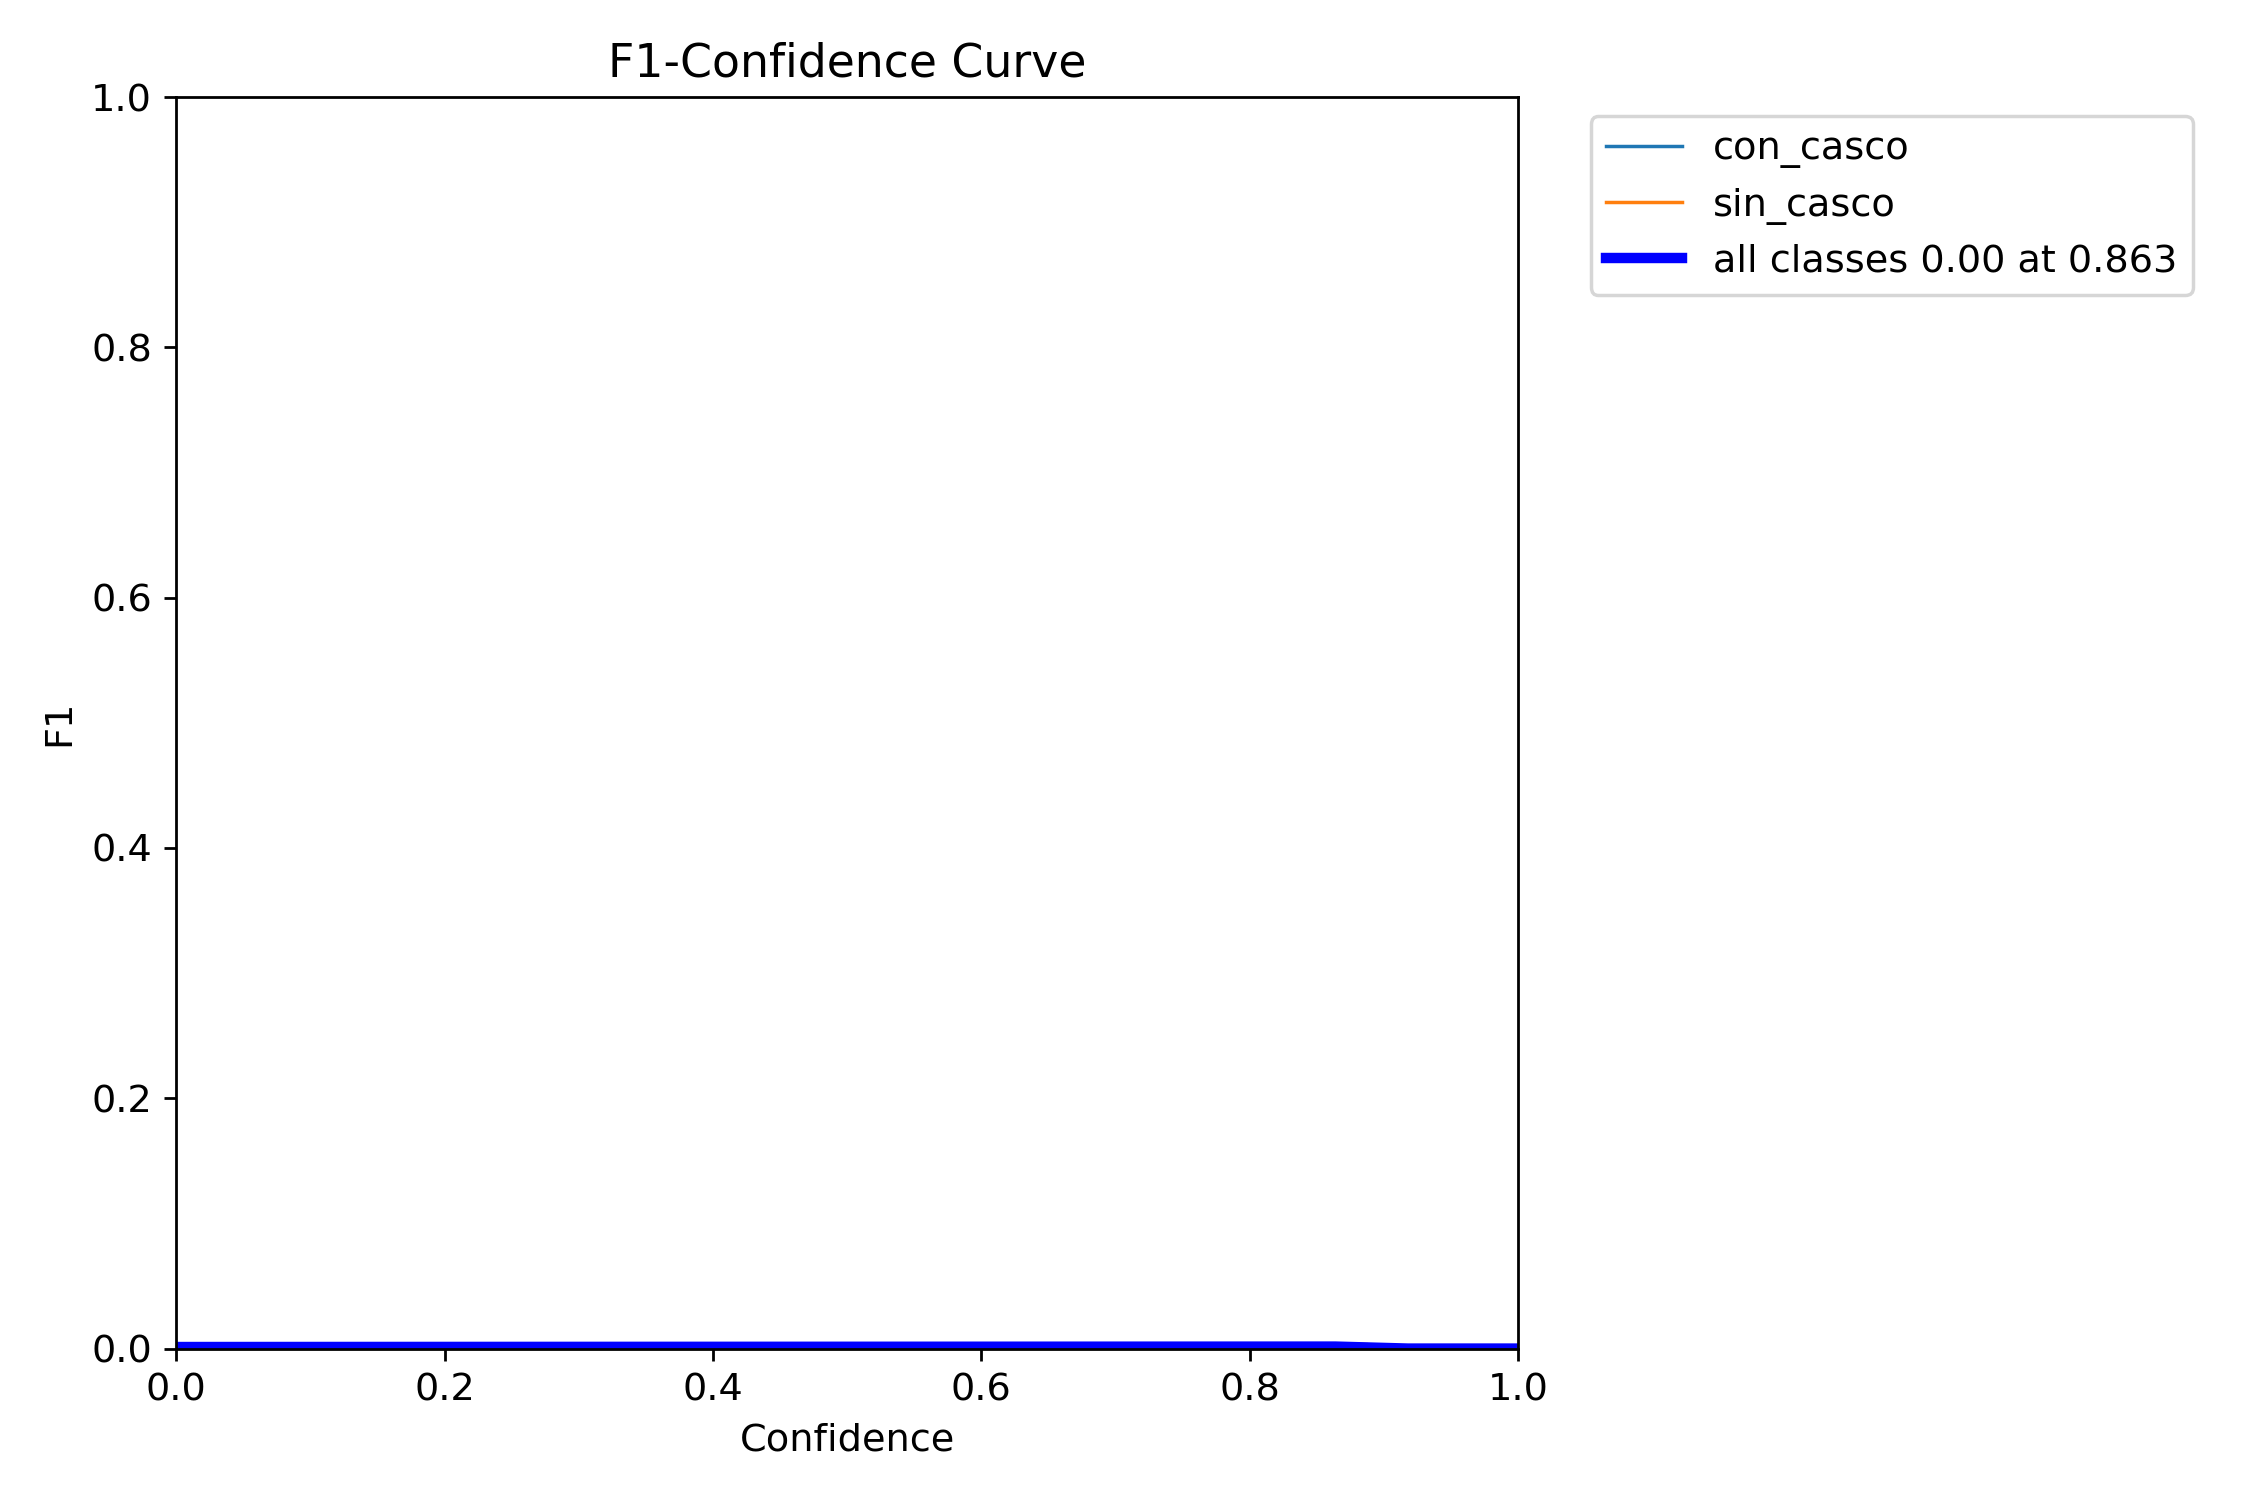 F1-Confidence Curve
1.0
0.8
0.6
0.4
0.2
0.0
F1
0.0 0.2 0.4 0.6 0.8 1.0
Confidence
con_casco
sin_casco
all classes 0.00 at 0.863